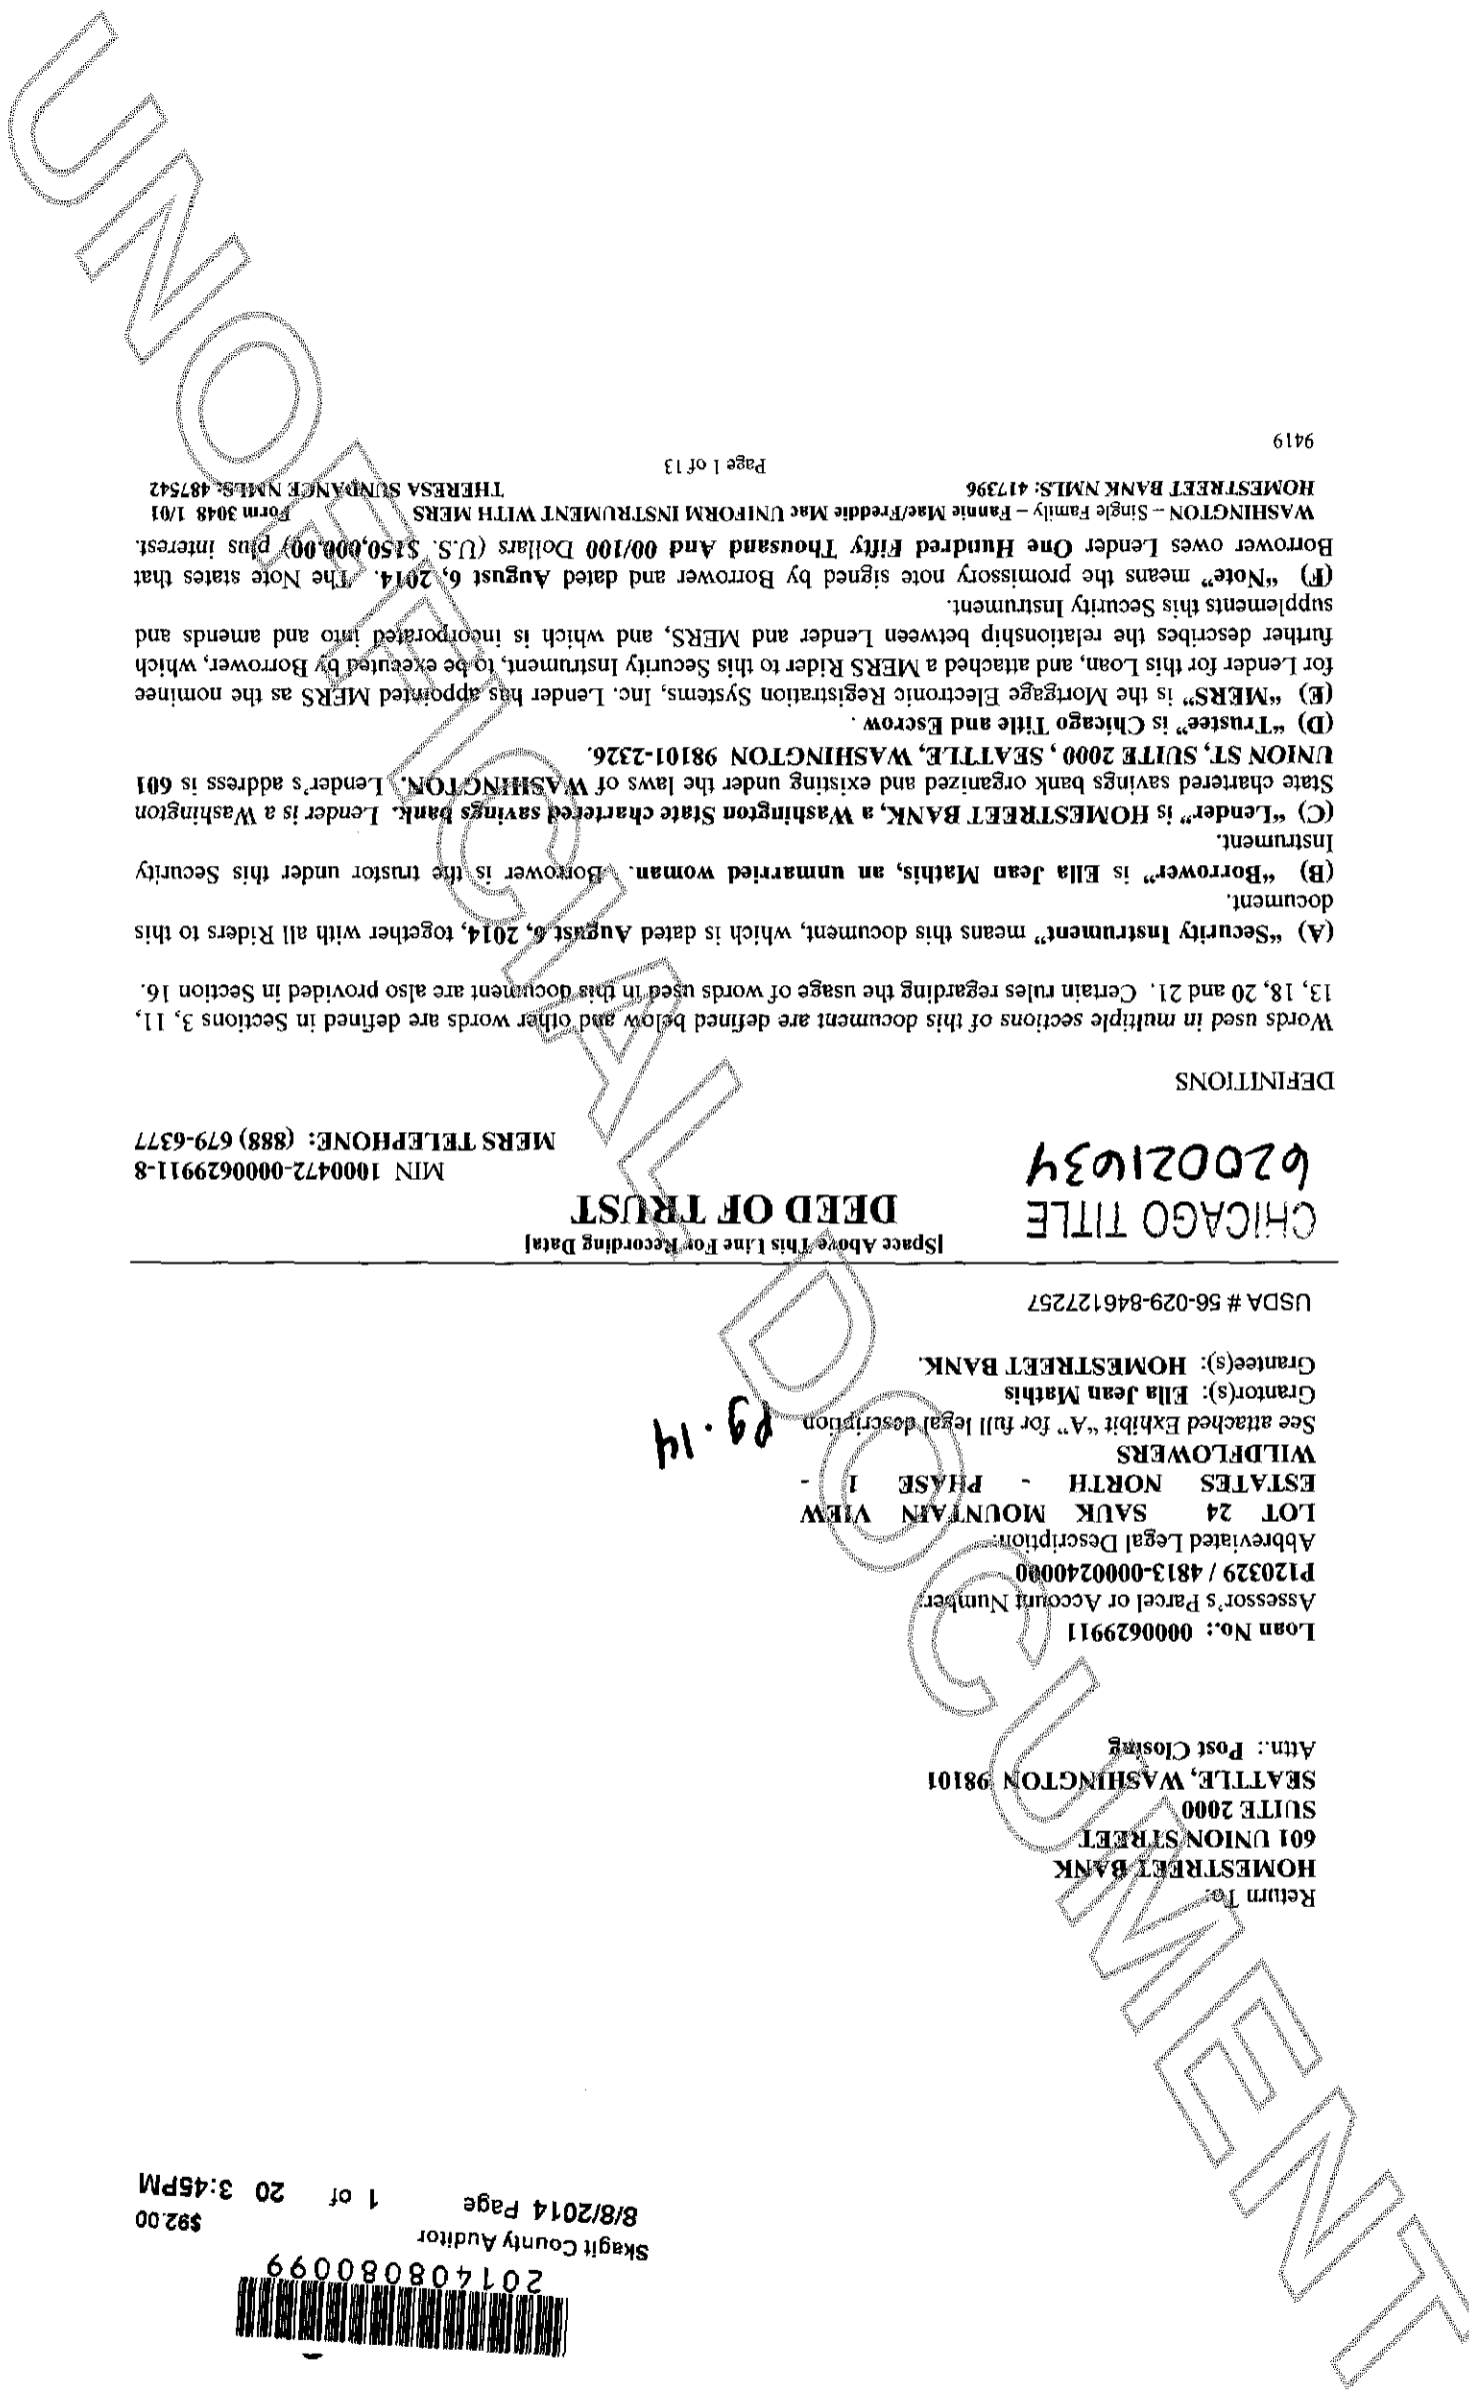 201408080099
Skagit County Auditor $92.00
8/8/2014 Page 1 of 20 3:45PM
Return To:
HOMESTREET BANK
601 UNION STREET
SUITE 2000
SEATTLE, WASHINGTON 98101
Attn.: Post Closing
Loan No.: 0000629911
Assessor's Parcel or Account Number:
P120329 / 4813-0000240000
Abbreviated Legal Description:
LOT 24 SAUK MOUNTAIN VIEW
ESTATES NORTH - PHASE 1 -
WILDFLOWERS
See attached Exhibit "A" for full legal description Pg. 14
Grantor(s): Ella Jean Mathis
Grantee(s): HOMESTREET BANK.
USDA # 56-029-846127257
[Space Above This Line For Recording Data]
CHICAGO TITLE
620021634
DEED OF TRUST
MIN 1000472-0000629911-8
MERS TELEPHONE: (888) 679-6377
DEFINITIONS
Words used in multiple sections of this document are defined below and other words are defined in Sections 3, 11,
13, 18, 20 and 21. Certain rules regarding the usage of words used in this document are also provided in Section 16.
(A) "Security Instrument" means this document, which is dated August 6, 2014, together with all Riders to this
document.
(B) "Borrower" is Ella Jean Mathis, an unmarried woman. Borrower is the trustor under this Security
Instrument.
(C) "Lender" is HOMESTREET BANK, a Washington State chartered savings bank. Lender is a Washington
State chartered savings bank organized and existing under the laws of WASHINGTON. Lender's address is 601
UNION ST, SUITE 2000 , SEATTLE, WASHINGTON 98101-2326.
(D) "Trustee" is Chicago Title and Escrow .
(E) "MERS" is the Mortgage Electronic Registration Systems, Inc. Lender has appointed MERS as the nominee
for Lender for this Loan, and attached a MERS Rider to this Security Instrument, to be executed by Borrower, which
further describes the relationship between Lender and MERS, and which is incorporated into and amends and
supplements this Security Instrument.
(F) "Note" means the promissory note signed by Borrower and dated August 6, 2014. The Note states that
Borrower owes Lender One Hundred Fifty Thousand And 00/100 Dollars (U.S. $150,000.00) plus interest.
WASHINGTON – Single Family – Fannie Mae/Freddie Mac UNIFORM INSTRUMENT WITH MERS Form 3048 1/01
HOMESTREET BANK NMLS: 417396 THERESA SUNDANCE NMLS: 487542
Page 1 of 13
9419
UNOFFICIAL DOCUMENT